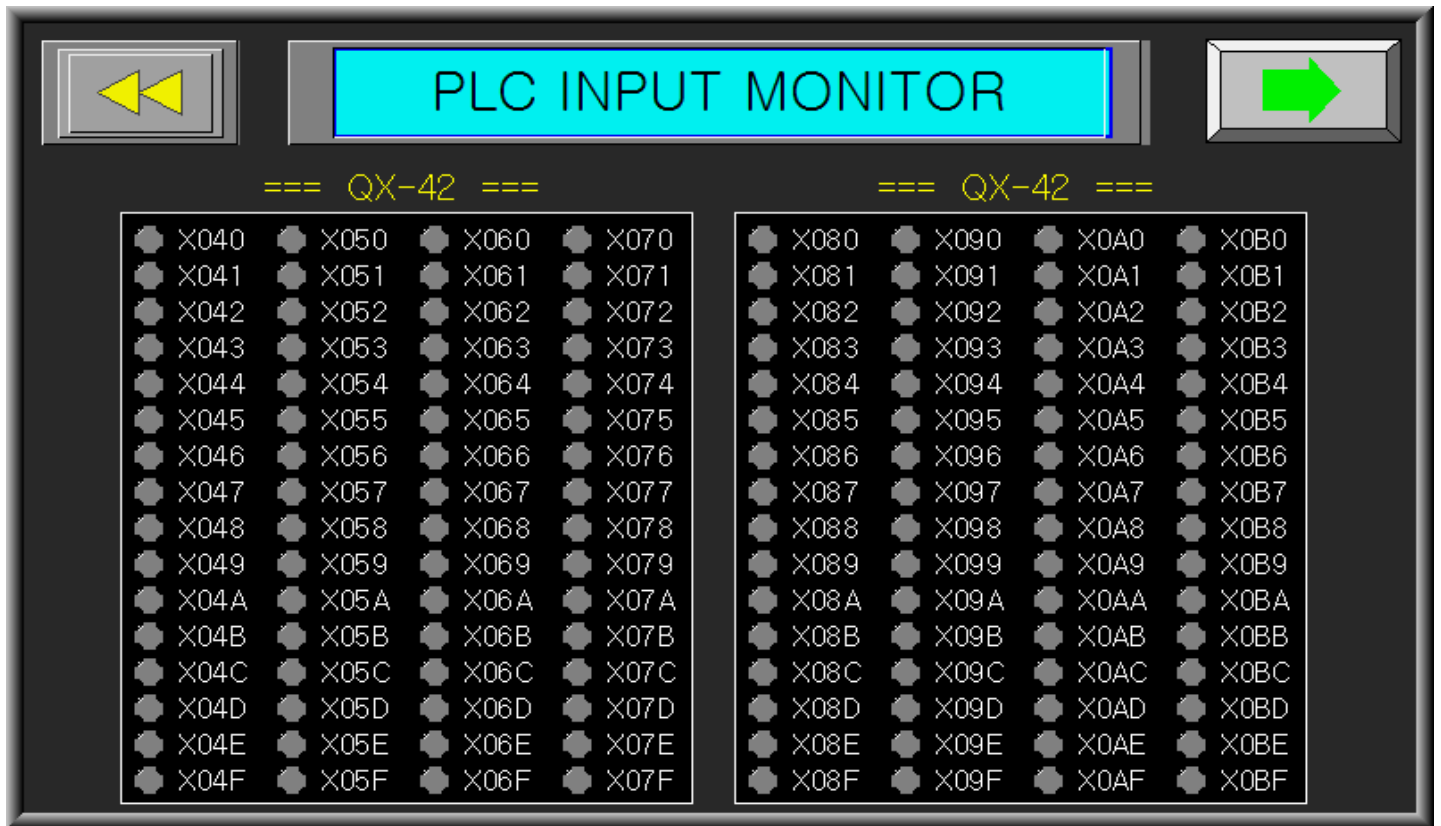 PLC INPUT MONITOR
=== QX-42 === === QX-42 ===
X040 X050 X060 X070 X080 X090 X0A0 X0B0
X041 X051 X061 X071 X081 X091 X0A1 X0B1
X042 X052 X062 X072 X082 X092 X0A2 X0B2
X043 X053 X063 X073 X083 X093 X0A3 X0B3
X044 X054 X064 X074 X084 X094 X0A4 X0B4
X045 X055 X065 X075 X085 X095 X0A5 X0B5
X046 X056 X066 X076 X086 X096 X0A6 X0B6
X047 X057 X067 X077 X087 X097 X0A7 X0B7
X048 X058 X068 X078 X088 X098 X0A8 X0B8
X049 X059 X069 X079 X089 X099 X0A9 X0B9
X04A X05A X06A X07A X08A X09A X0AA X0BA
X04B X05B X06B X07B X08B X09B X0AB X0BB
X04C X05C X06C X07C X08C X09C X0AC X0BC
X04D X05D X06D X07D X08D X09D X0AD X0BD
X04E X05E X06E X07E X08E X09E X0AE X0BE
X04F X05F X06F X07F X08F X09F X0AF X0BF